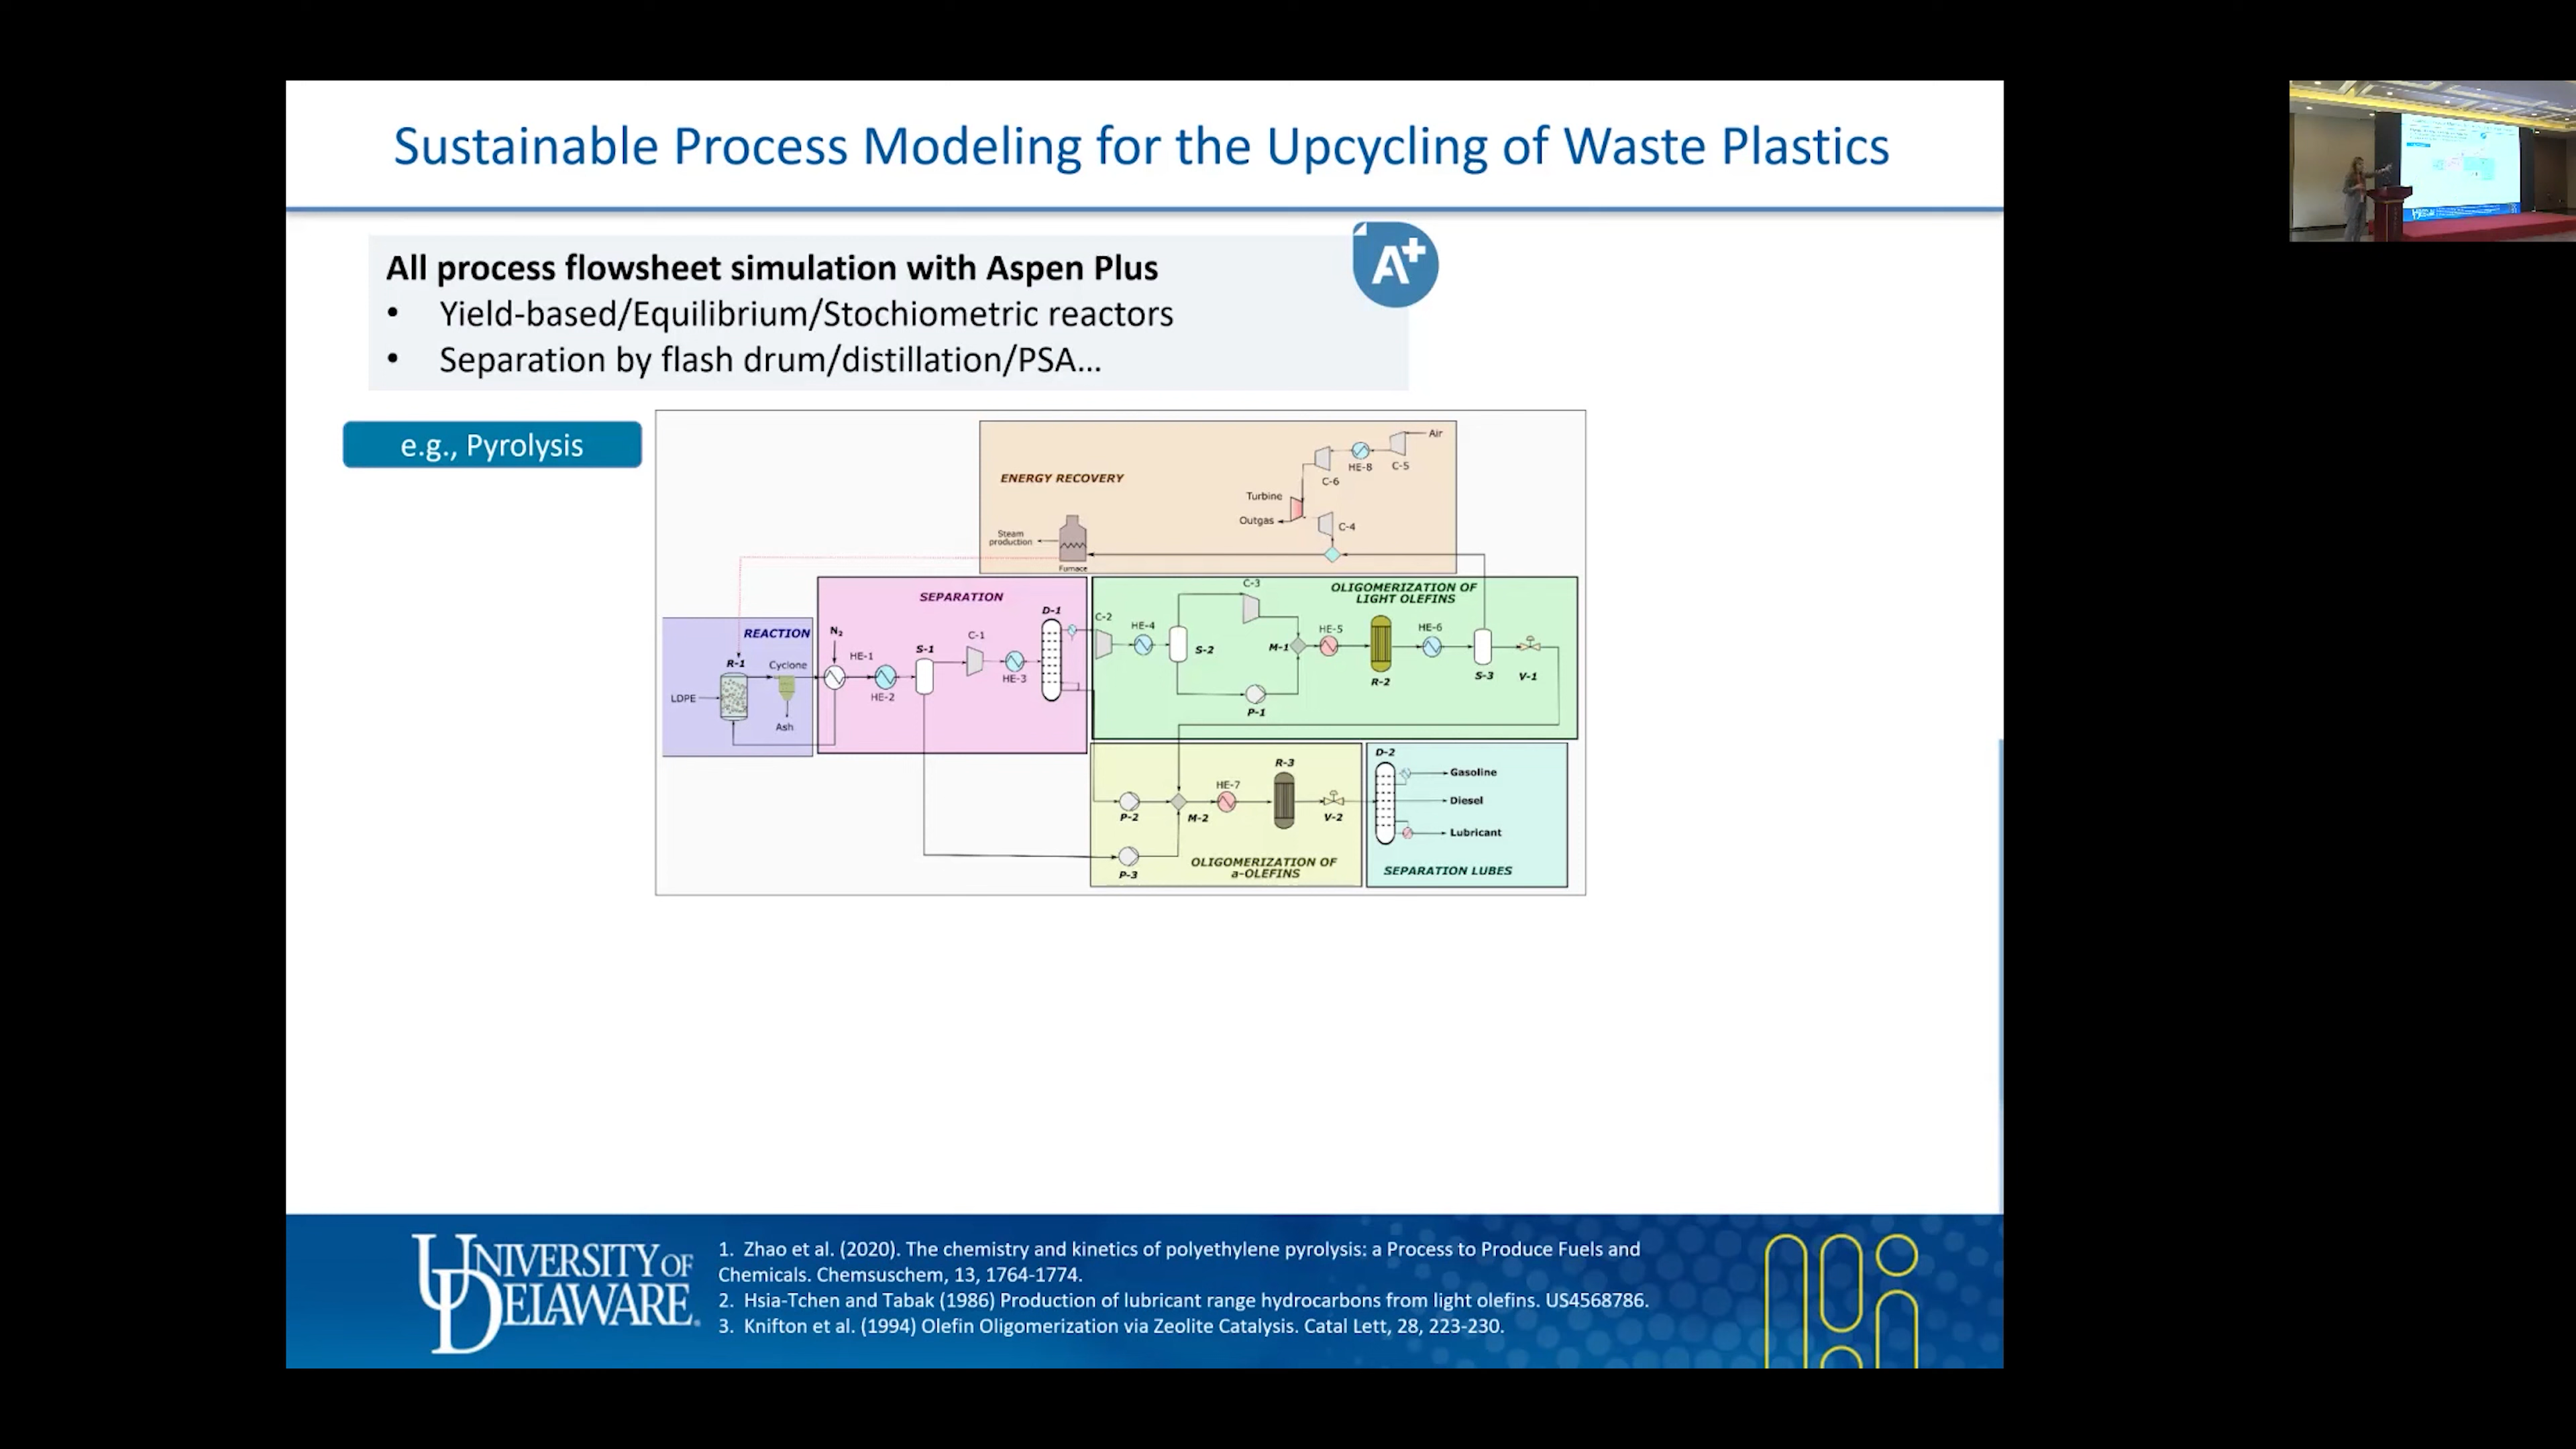 Sustainable Process Modeling for the Upcycling of Waste Plastics
All process flowsheet simulation with Aspen Plus
• Yield-based/Equilibrium/Stochiometric reactors
• Separation by flash drum/distillation/PSA...
A+
e.g., Pyrolysis
ENERGY RECOVERY
Air
HE-8
C-5
C-6
Turbine
Outgas
C-4
Steam
production
Furnace
REACTION
R-1
Cyclone
LDPE
Ash
SEPARATION
N2
HE-1
HE-2
S-1
C-1
HE-3
D-1
OLIGOMERIZATION OF
LIGHT OLEFINS
C-2
HE-4
S-2
C-3
M-1
P-1
HE-5
R-2
HE-6
S-3
V-1
P-2
M-2
HE-7
R-3
V-2
P-3
OLIGOMERIZATION OF
a-OLEFINS
D-2
Gasoline
Diesel
Lubricant
SEPARATION LUBES
UNIVERSITY OF
DELAWARE
1. Zhao et al. (2020). The chemistry and kinetics of polyethylene pyrolysis: a Process to Produce Fuels and
Chemicals. Chemsuschem, 13, 1764-1774.
2. Hsia-Tchen and Tabak (1986) Production of lubricant range hydrocarbons from light olefins. US4568786.
3. Knifton et al. (1994) Olefin Oligomerization via Zeolite Catalysis. Catal Lett, 28, 223-230.